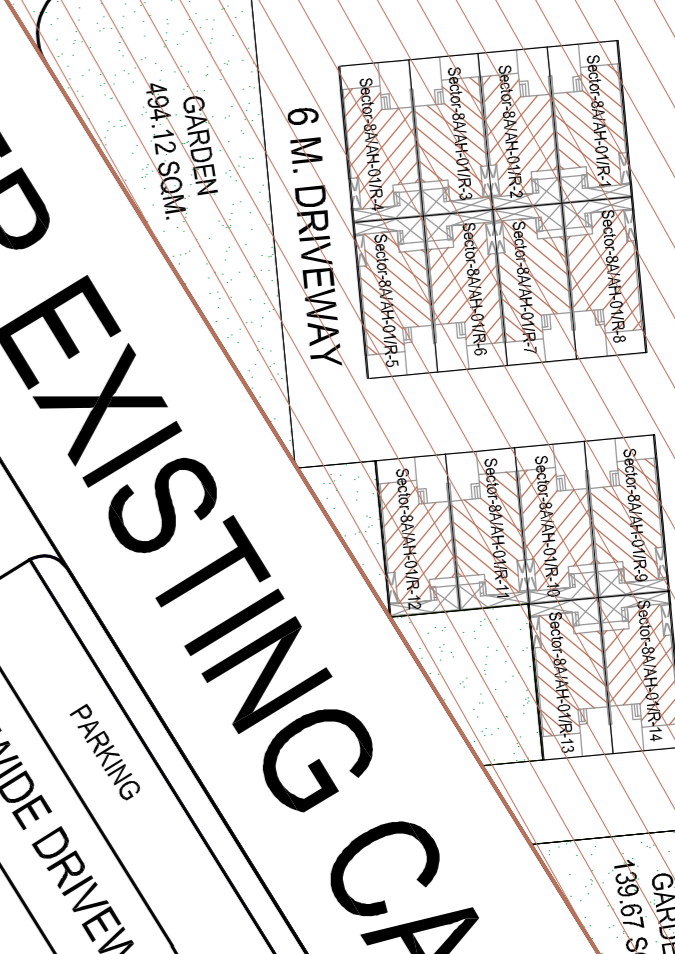 GARDEN
494.12 SQM.
6 M. DRIVEWAY
Sector-8A/AH-01/R-4
Sector-8A/AH-01/R-3
Sector-8A/AH-01/R-2
Sector-8A/AH-01/R-1
Sector-8A/AH-01/R-5
Sector-8A/AH-01/R-6
Sector-8A/AH-01/R-7
Sector-8A/AH-01/R-8
EXISTING CA
Sector-8A/AH-01/R-12
Sector-8A/AH-01/R-11
Sector-8A/AH-01/R-10
Sector-8A/AH-01/R-9
Sector-8A/AH-01/R-13
Sector-8A/AH-01/R-14
PARKING
WIDE DRIVEW
GARDE
139.67 S